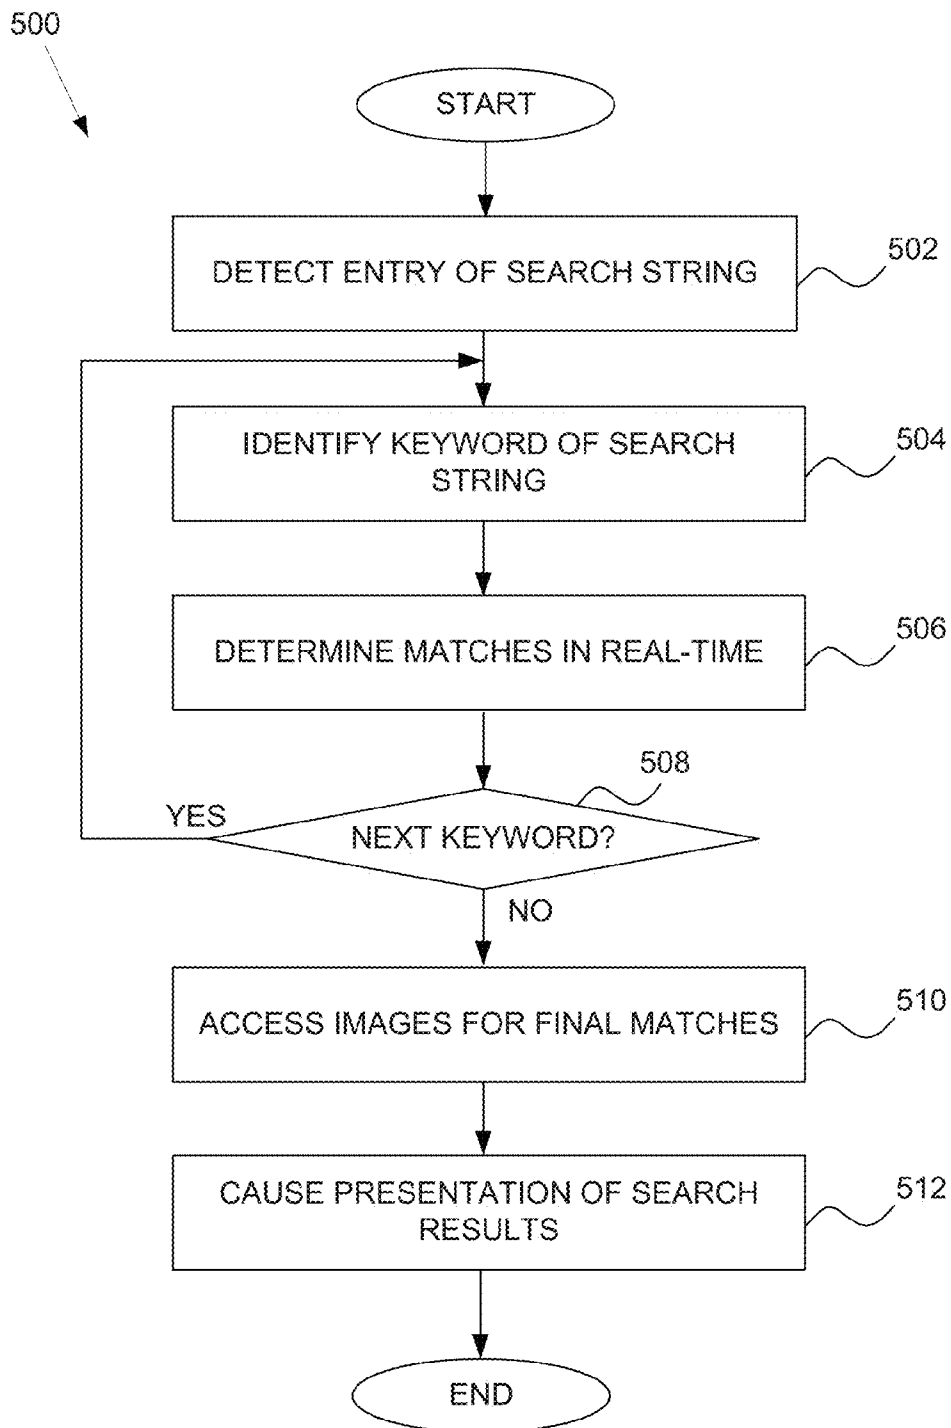 500
START
DETECT ENTRY OF SEARCH STRING
502
IDENTIFY KEYWORD OF SEARCH
STRING
504
DETERMINE MATCHES IN REAL-TIME
506
508
YES
NEXT KEYWORD?
NO
ACCESS IMAGES FOR FINAL MATCHES
510
CAUSE PRESENTATION OF SEARCH
RESULTS
512
END